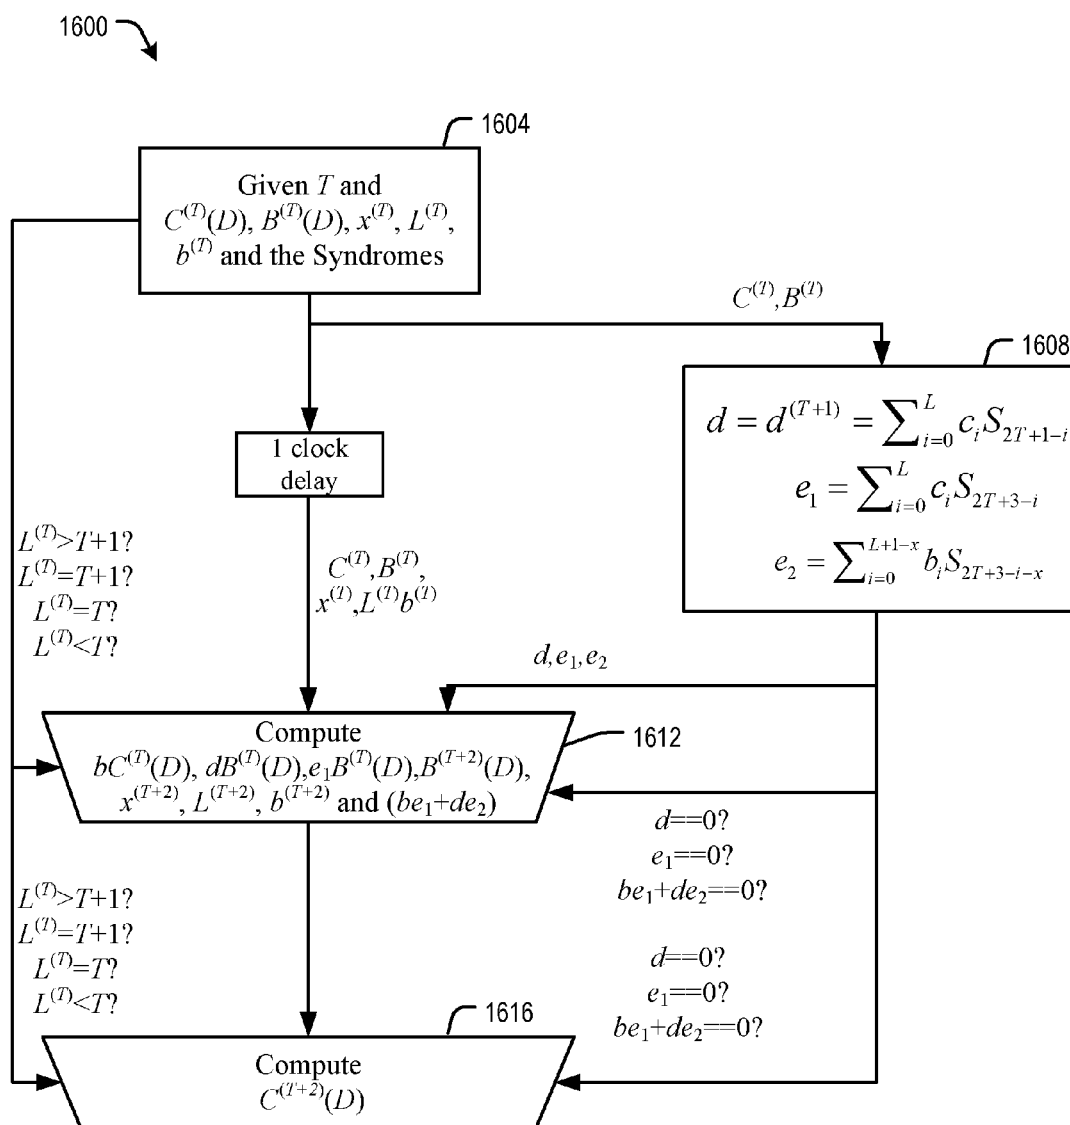 1600
1604
Given T and
C^(T)(D), B^(T)(D), x^(T), L^(T),
b^(T) and the Syndromes
C^(T),B^(T)
1608
d = d^(T+1) = ∑_{i=0}^{L} c_i S_{2T+1-i}
e_1 = ∑_{i=0}^{L} c_i S_{2T+3-i}
e_2 = ∑_{i=0}^{L+1-x} b_i S_{2T+3-i-x}
1 clock
delay
L^(T)>T+1?
L^(T)=T+1?
L^(T)=T?
L^(T)<T?
C^(T),B^(T),
x^(T),L^(T)b^(T)
d,e_1,e_2
1612
Compute
bC^(T)(D), dB^(T)(D),e_1B^(T)(D),B^(T+2)(D),
x^(T+2), L^(T+2), b^(T+2) and (be_1+de_2)
d==0?
e_1==0?
be_1+de_2==0?
L^(T)>T+1?
L^(T)=T+1?
L^(T)=T?
L^(T)<T?
d==0?
e_1==0?
be_1+de_2==0?
1616
Compute
C^(T+2)(D)